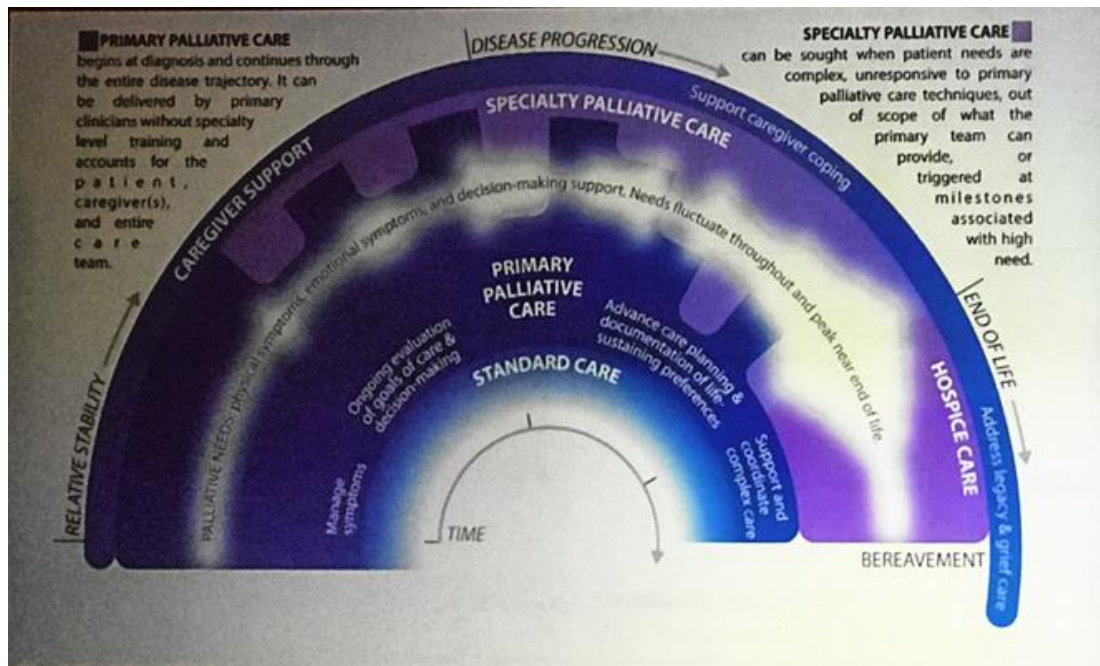 PRIMARY PALLIATIVE CARE
begins at diagnosis and continues through
the entire disease trajectory. It can
be delivered by primary
clinicians without specialty
level training and
accounts for the
patient,
caregiver(s),
and entire
care
team.
DISEASE PROGRESSION
SPECIALTY PALLIATIVE CARE
can be sought when patient needs are
complex, unresponsive to primary
palliative care techniques, out
of scope of what the
primary team can
provide, or
triggered at
milestones
associated
with high
need.
RELATIVE STABILITY
CAREGIVER SUPPORT
Support caregiver coping
SPECIALTY PALLIATIVE CARE
PALLIATIVE NEEDS: physical symptoms, emotional symptoms, and decision-making support. Needs fluctuate throughout and peak near end of life.
PRIMARY
PALLIATIVE
CARE
Manage
symptoms
Ongoing evaluation
of goals of care &
decision-making
Advance care planning &
documentation of life-
sustaining preferences
Support and
coordinate
complex care
STANDARD CARE
TIME
END OF LIFE
HOSPICE CARE
Address legacy & grief care
BEREAVEMENT